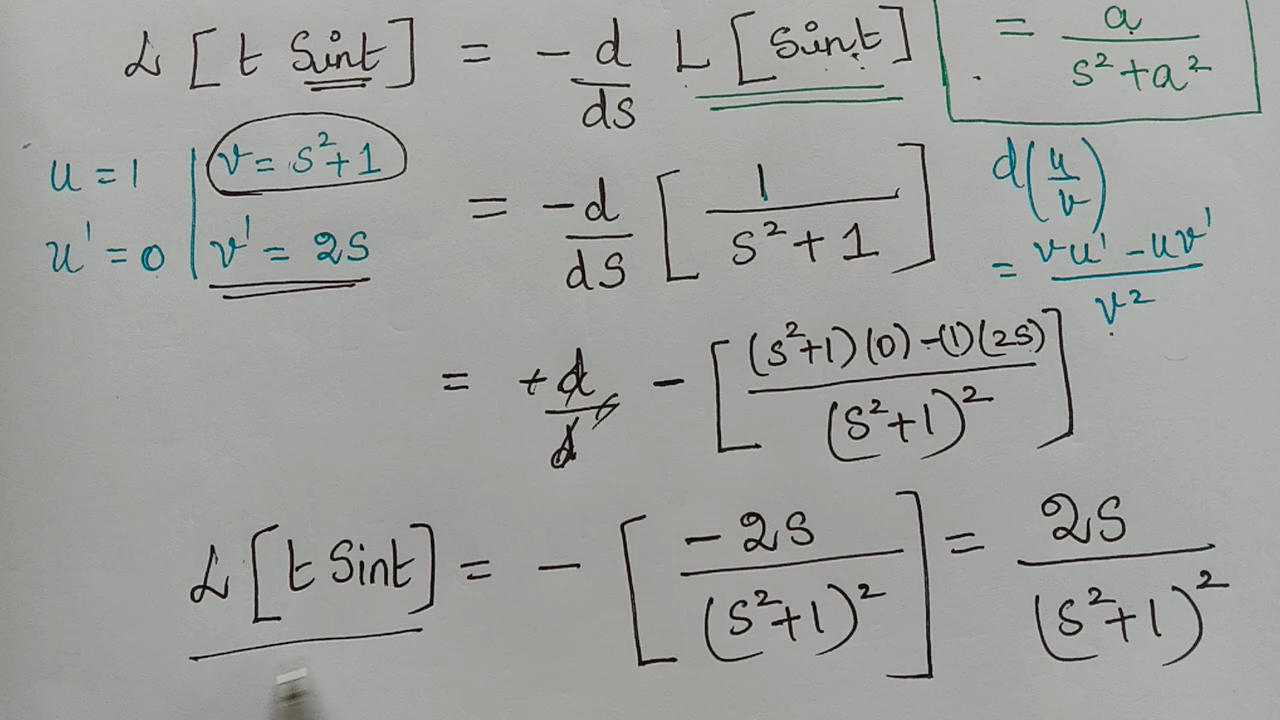 L [t Sint] = -d/ds L [Sint] = a/(s²+a²)
u = 1 | v = s²+1 = -d/ds [1/(s²+1)] d(u/v)
u' = 0 | v' = 2s = (vu' - uv')/v²
= + d/d - [((s²+1)(0) - (1)(2s))/(s²+1)²]
L [t Sint] = - [-2s/(s²+1)²] = 2s/(s²+1)²